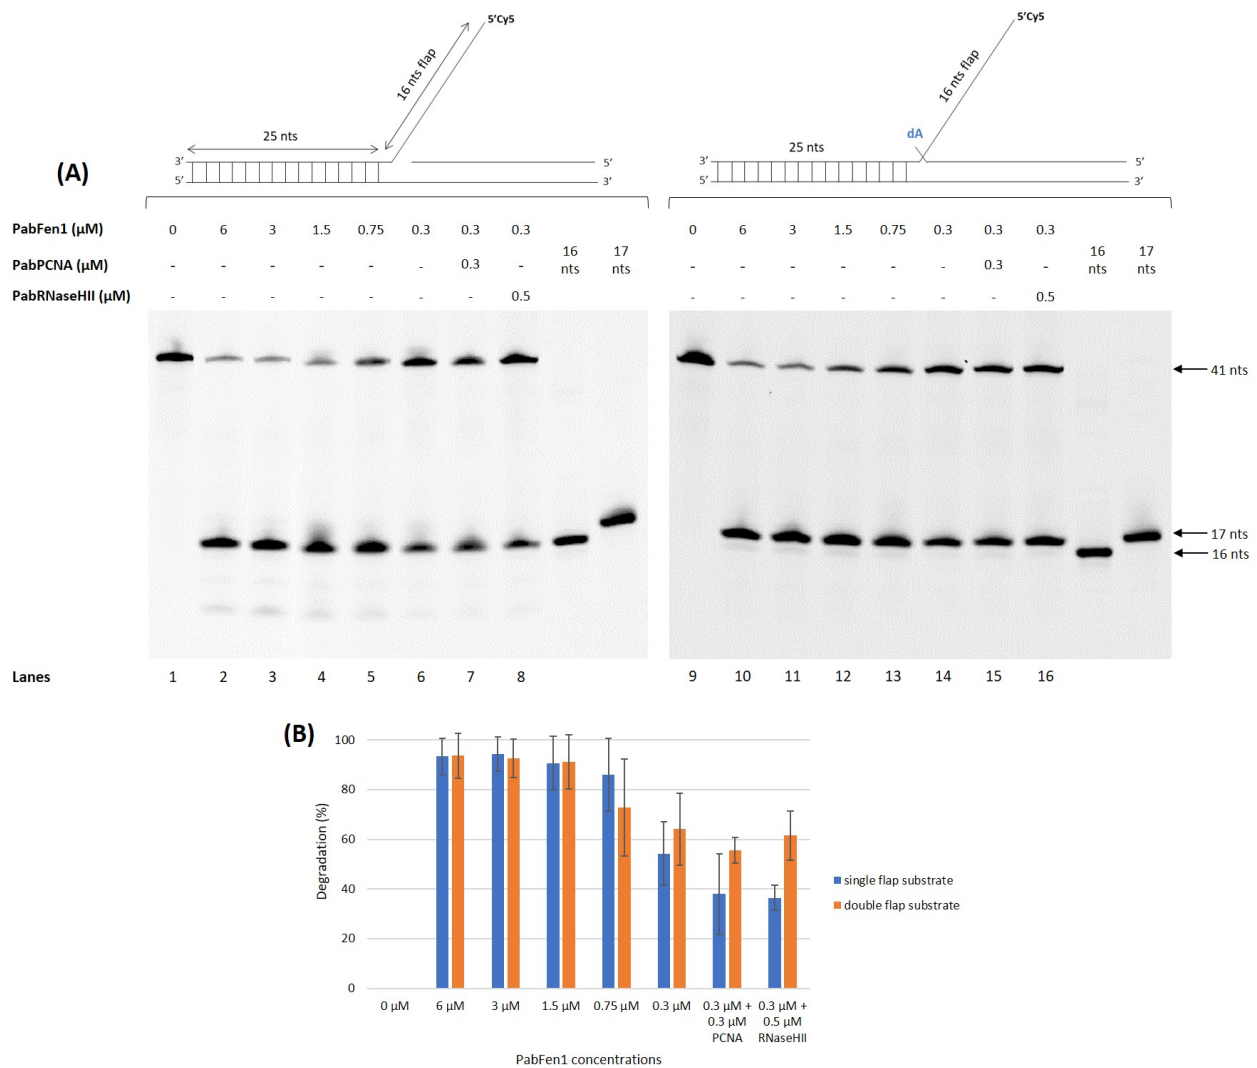 5'Cy5 5'Cy5
16 nts flap 16 nts flap
dA
25 nts 25 nts
(A)
3' 5' 3' 5'
5' 3' 5' 3'
PabFen1 (µM) 0 6 3 1.5 0.75 0.3 0.3 0.3 0 6 3 1.5 0.75 0.3 0.3 0.3
16 17 16 17
PabPCNA (µM) - - - - - - 0.3 - nts nts - - - - - - 0.3 - nts nts
PabRNaseHII (µM) - - - - - - - 0.5 - - - - - - - 0.5
41 nts
17 nts
16 nts
Lanes 1 2 3 4 5 6 7 8 9 10 11 12 13 14 15 16
(B)
100
80
60
40
20
0
Degradation (%)
single flap substrate
double flap substrate
0 µM 6 µM 3 µM 1.5 µM 0.75 µM 0.3 µM 0.3 µM + 0.3 µM +
0.3 µM 0.5 µM
PCNA RNaseHII
PabFen1 concentrations